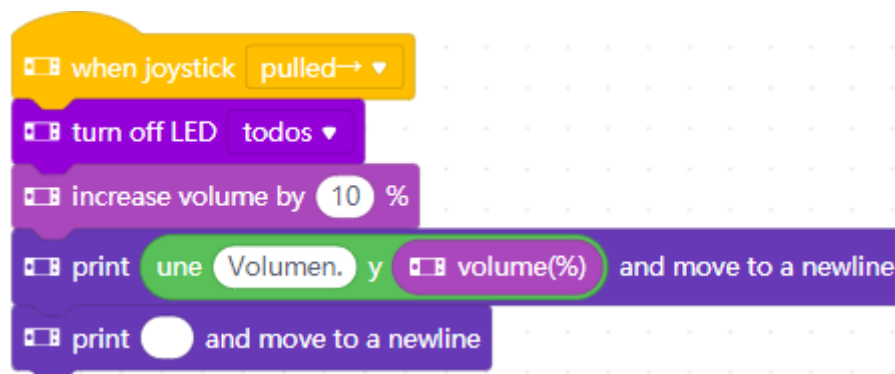 when joystick pulled→ ▼
turn off LED todos ▼
increase volume by 10 %
print une Volumen. y volume(%) and move to a newline
print and move to a newline